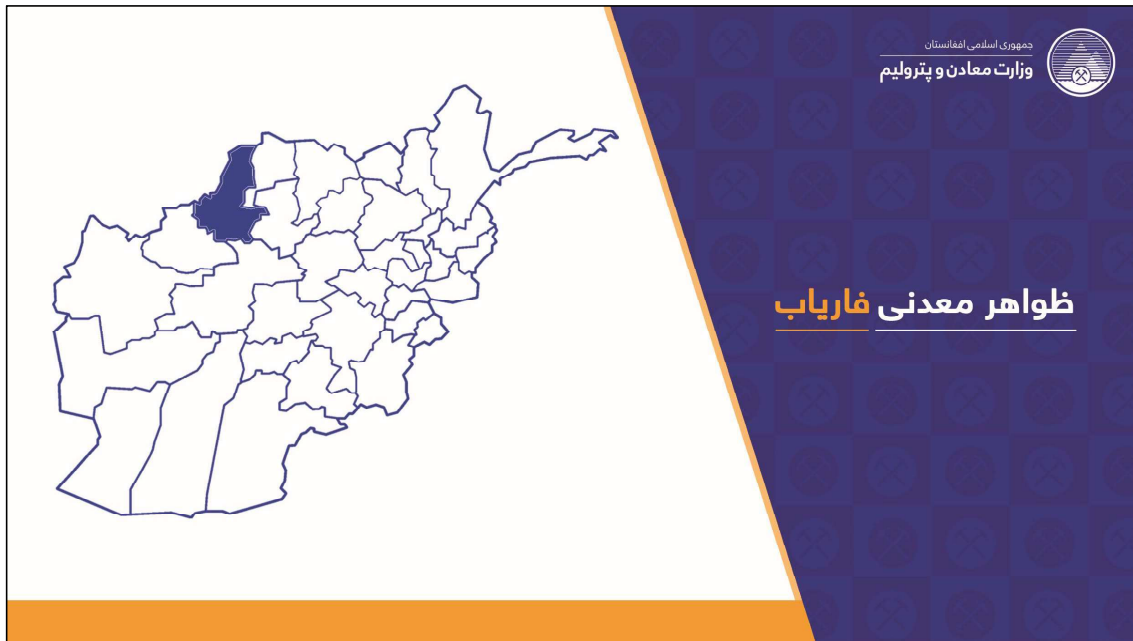 جمهوری اسلامی افغانستان
وزارت معادن و پترولیم
ظواهر معدنی فاریاب